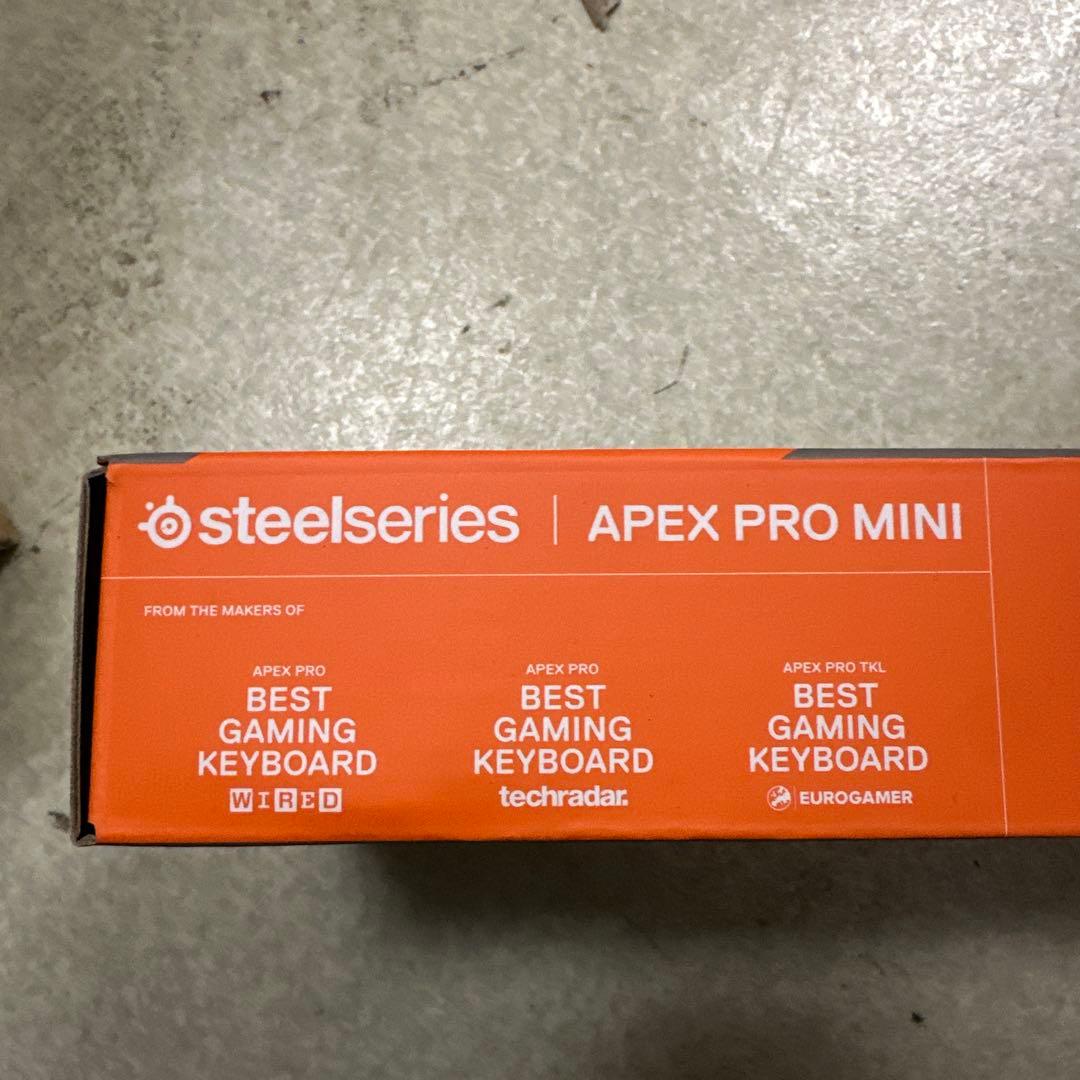 steelseries | APEX PRO MINI
FROM THE MAKERS OF
APEX PRO
BEST
GAMING
KEYBOARD
WIRED
APEX PRO
BEST
GAMING
KEYBOARD
techradar.
APEX PRO TKL
BEST
GAMING
KEYBOARD
EUROGAMER